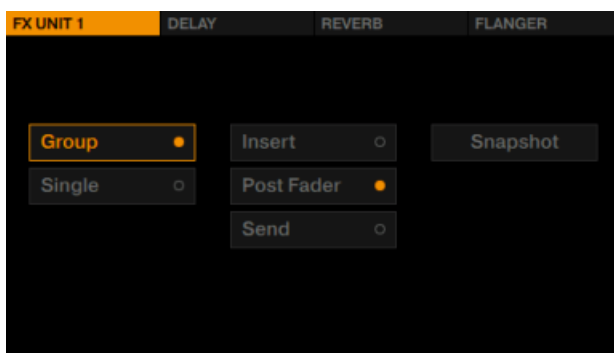 FX UNIT 1 DELAY REVERB FLANGER
Group Insert Snapshot
Single Post Fader
Send